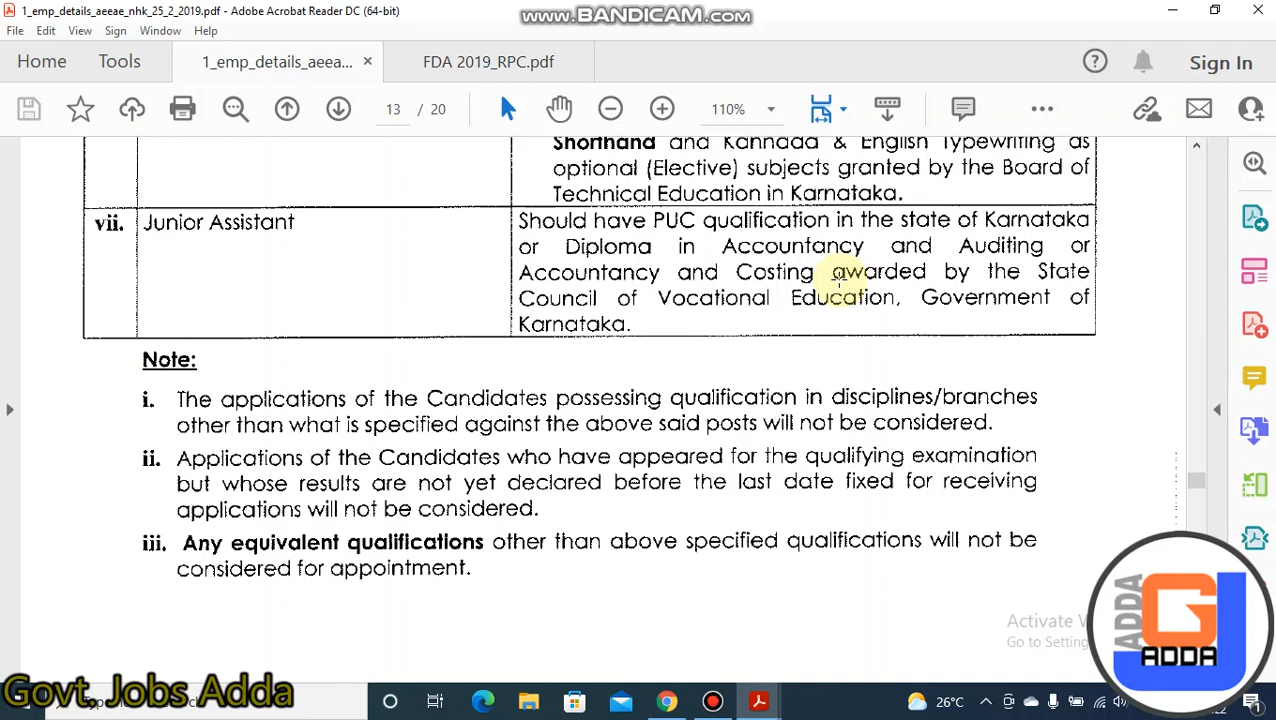 1_emp_details_aeeae_nhk_25_2_2019.pdf - Adobe Acrobat Reader DC (64-bit)
www.BANDICAM.com
File Edit View Sign Window Help
Home Tools 1_emp_details_aeea... × FDA 2019_RPC.pdf Sign In
13 / 20 110%
Shorthand and Kannada & English Typewriting as
optional (Elective) subjects granted by the Board of
Technical Education in Karnataka.
vii. Junior Assistant
Should have PUC qualification in the state of Karnataka
or Diploma in Accountancy and Auditing or
Accountancy and Costing awarded by the State
Council of Vocational Education, Government of
Karnataka.
Note:
i. The applications of the Candidates possessing qualification in disciplines/branches
other than what is specified against the above said posts will not be considered.
ii. Applications of the Candidates who have appeared for the qualifying examination
but whose results are not yet declared before the last date fixed for receiving
applications will not be considered.
iii. Any equivalent qualifications other than above specified qualifications will not be
considered for appointment.
Activate W
Go to Setting
ADDA
GJ
ADDA
Govt. Jobs Adda
26°C